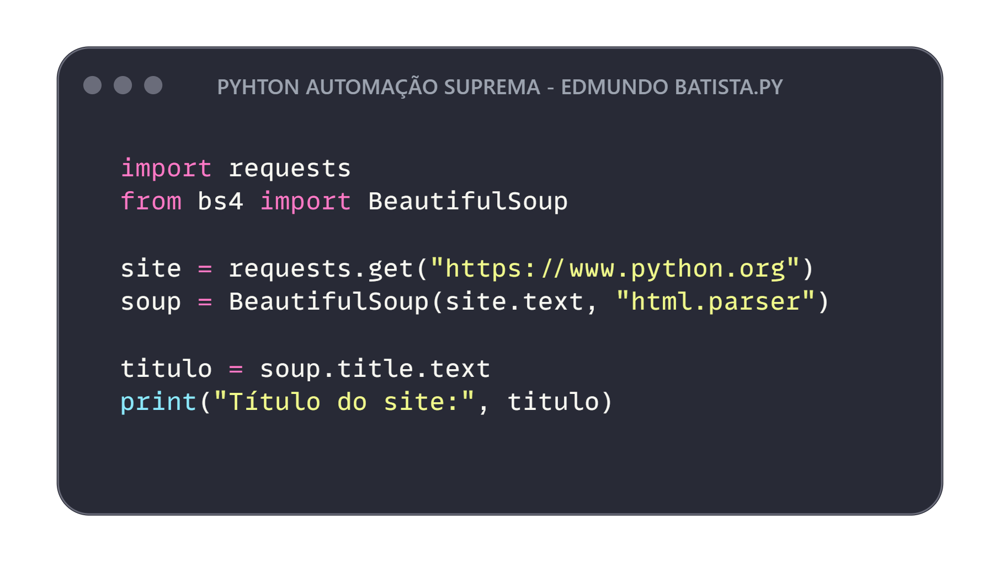 PYHTON AUTOMAÇÃO SUPREMA - EDMUNDO BATISTA.PY
import requests
from bs4 import BeautifulSoup
site = requests.get("https://www.python.org")
soup = BeautifulSoup(site.text, "html.parser")
titulo = soup.title.text
print("Título do site:", titulo)